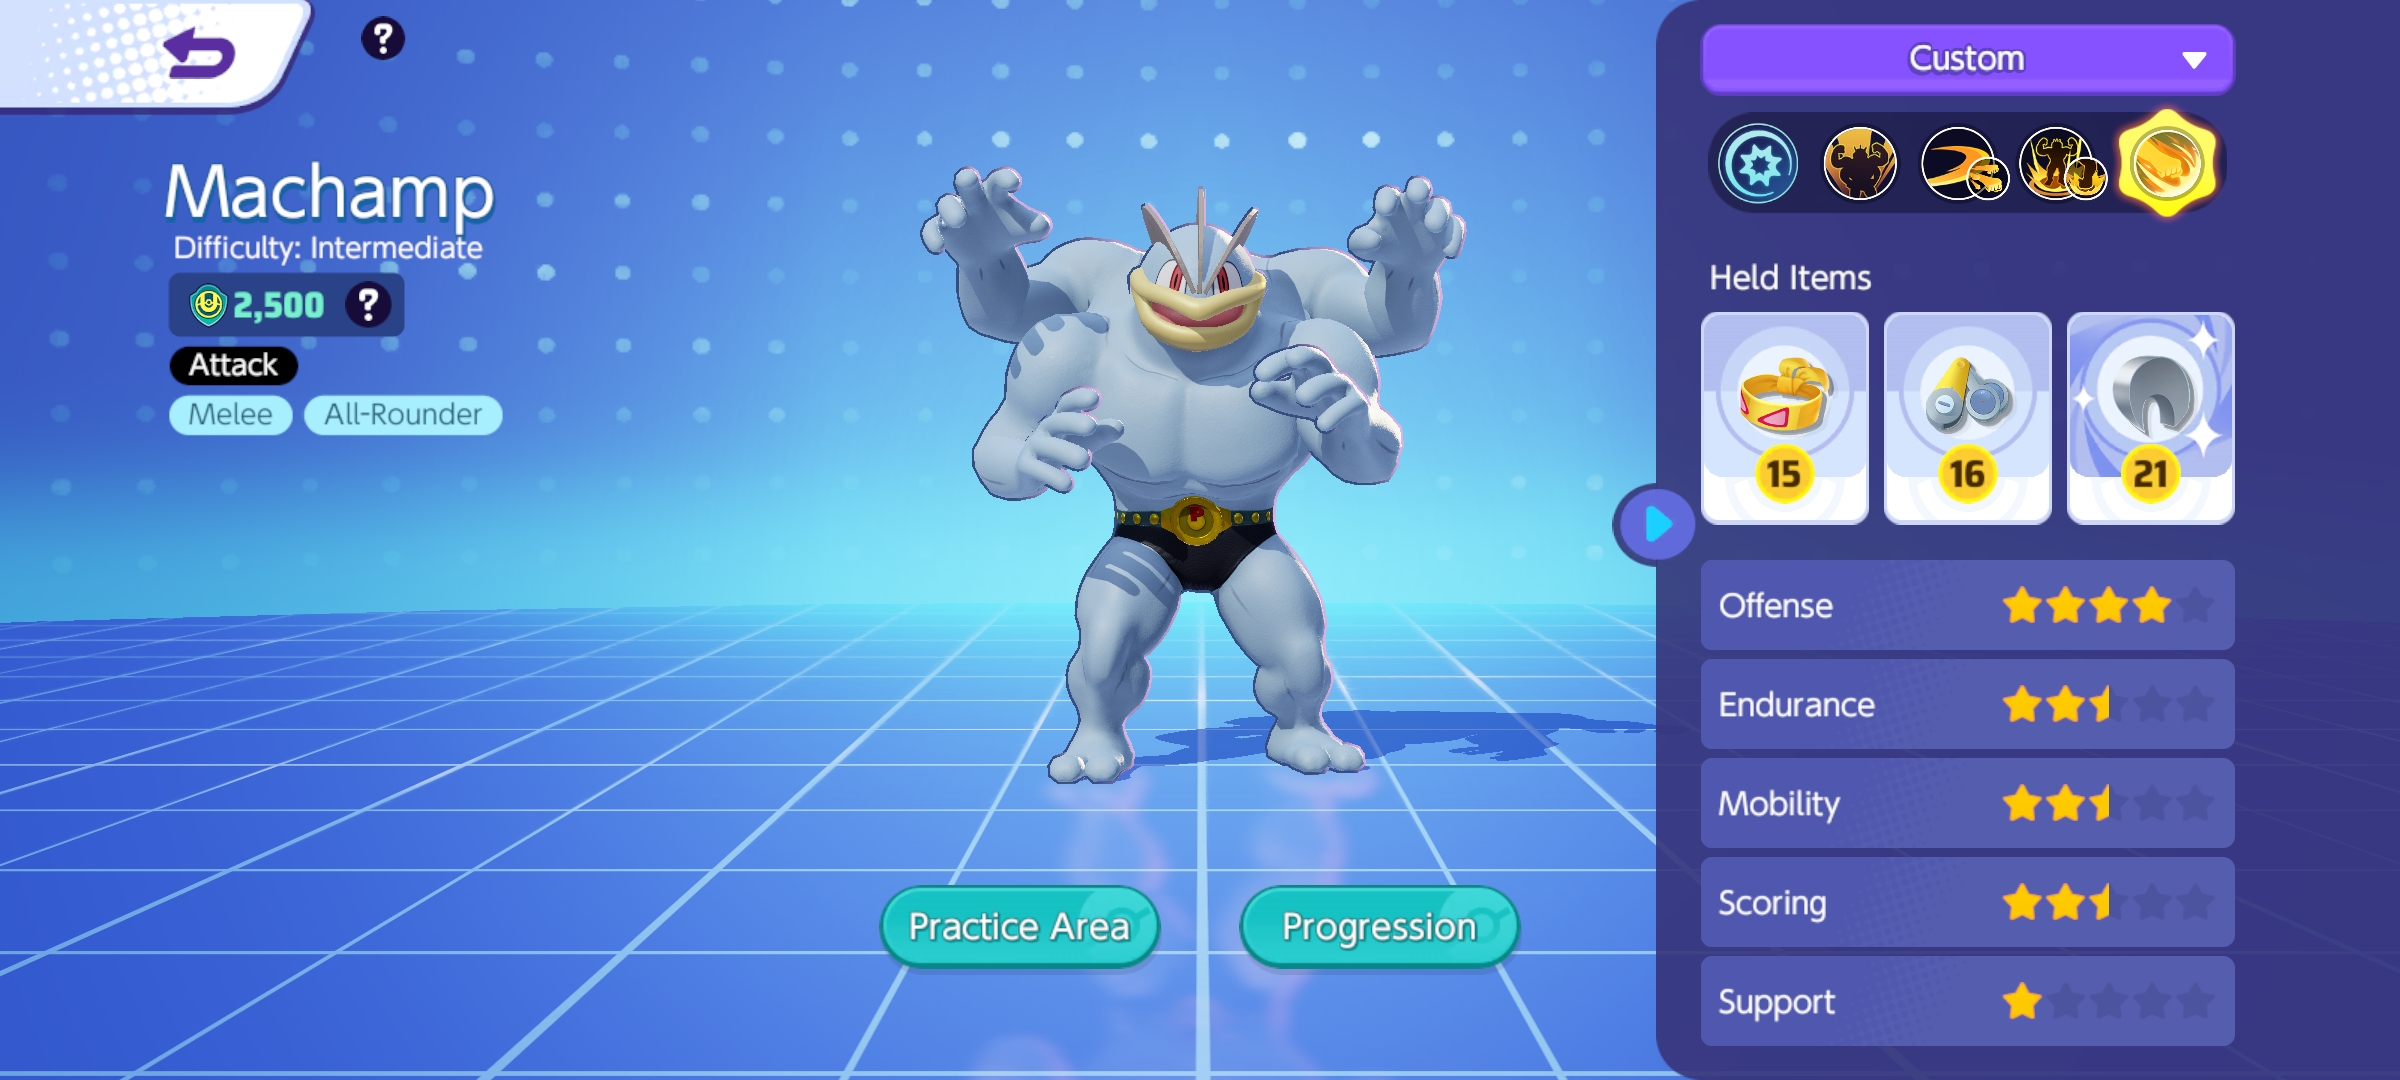 ?
Machamp
Difficulty: Intermediate
2,500 ?
Attack
Melee All-Rounder
Practice Area
Progression
Custom
Held Items
15 16 21
Offense
Endurance
Mobility
Scoring
Support